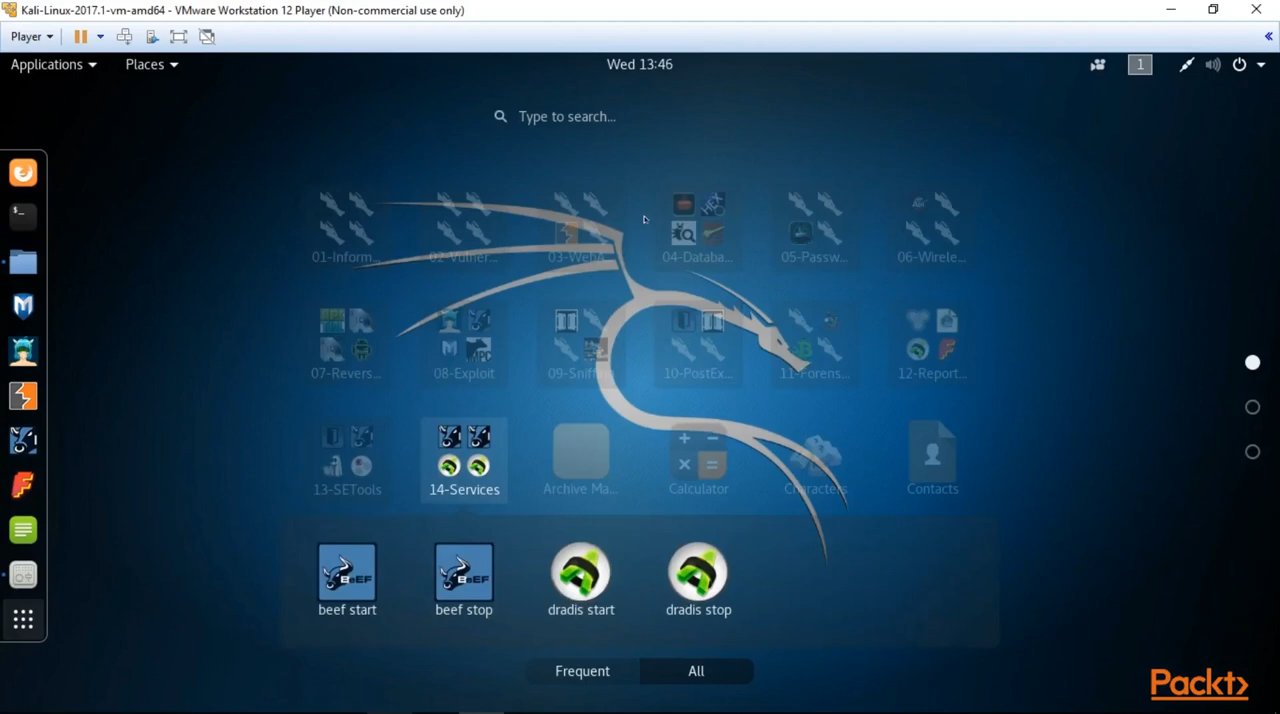 Kali-Linux-2017.1-vm-amd64 - VMware Workstation 12 Player (Non-commercial use only)
Player
Applications Places Wed 13:46 1
Type to search...
01-Inform... 02-Vulner... 03-WebA... 04-Databa... 05-Passw... 06-Wirele...
07-Revers... 08-Exploit 09-Sniffin... 10-PostEx... 11-Forens... 12-Report...
13-SETools 14-Services Archive Ma... Calculator Characters Contacts
BeEF BeEF
beef start beef stop dradis start dradis stop
Frequent All
Packt